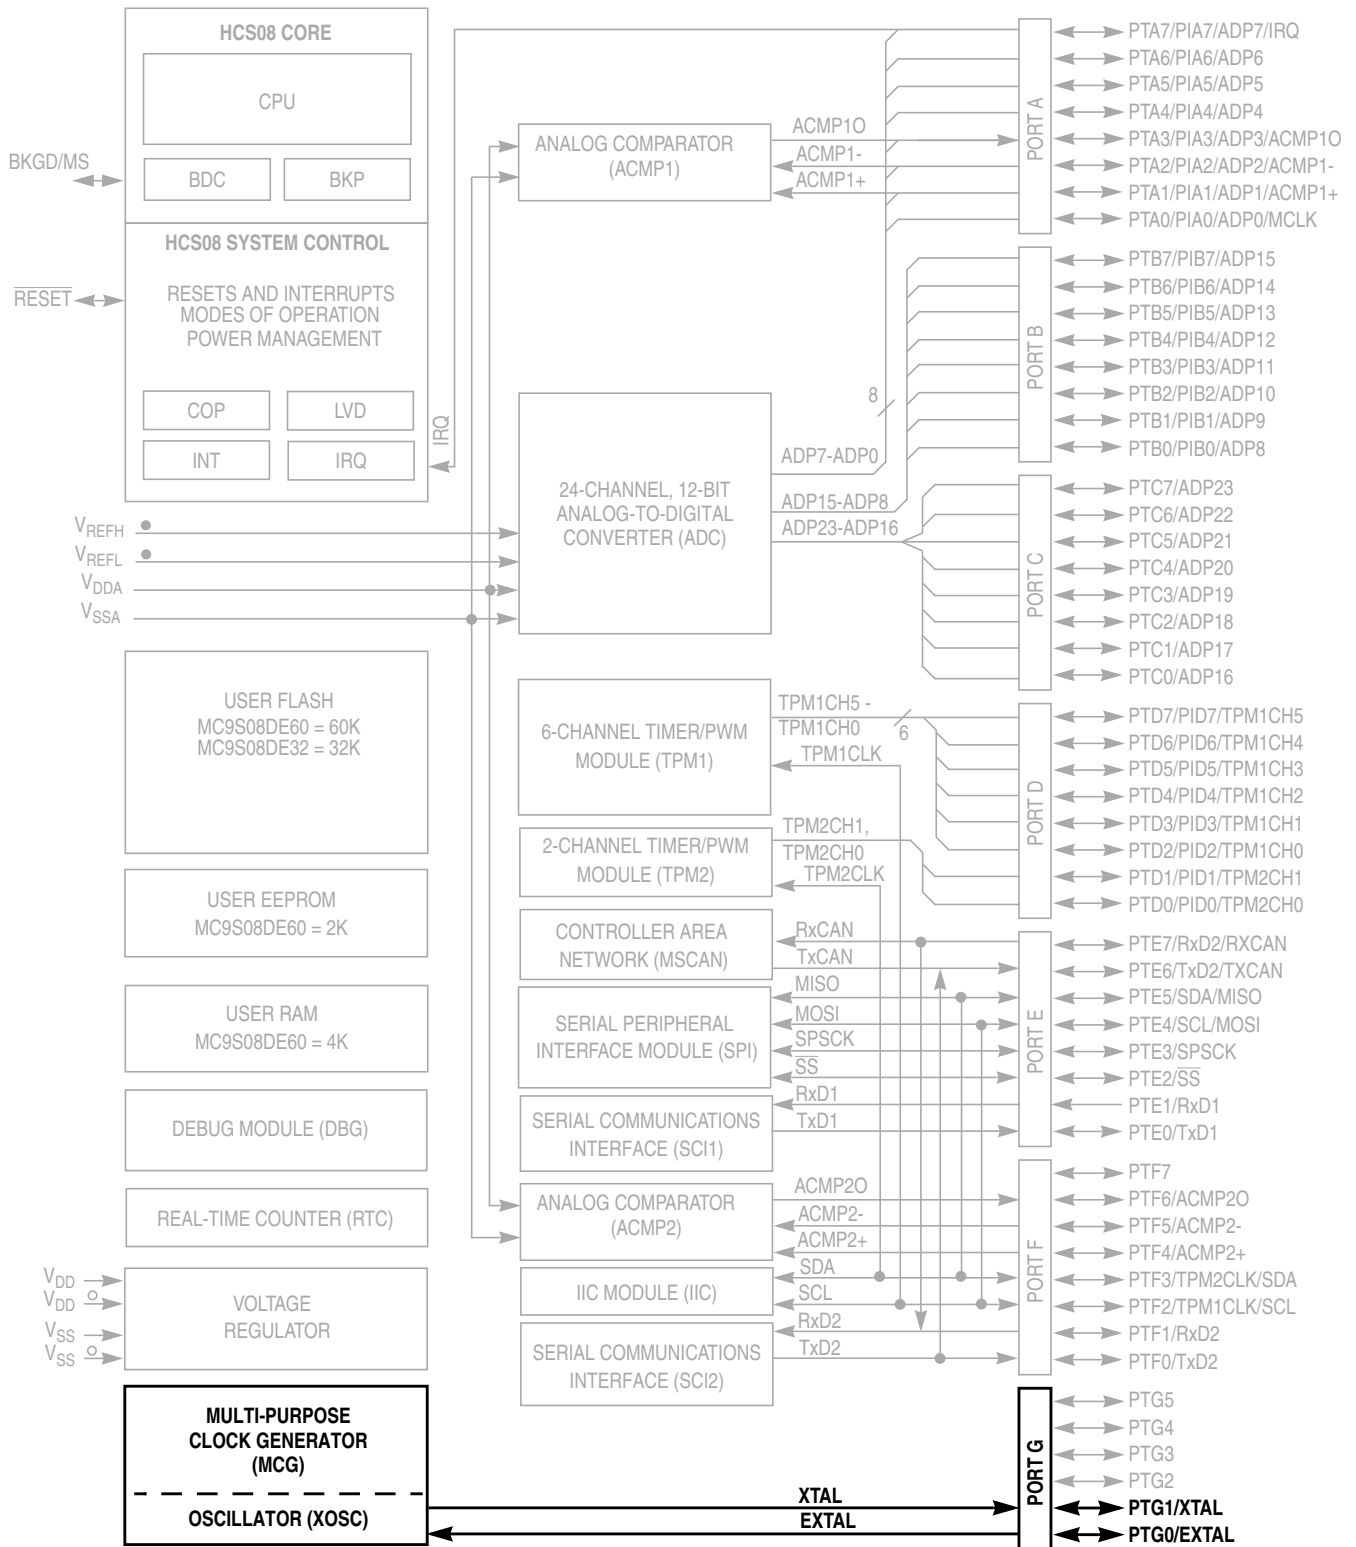 HCS08 CORE
CPU
BDC
BKP
BKGD/MS
HCS08 SYSTEM CONTROL
RESETS AND INTERRUPTS
MODES OF OPERATION
POWER MANAGEMENT
RESET
COP
LVD
INT
IRQ
IRQ
VREFH
VREFL
VDDA
VSSA
USER FLASH
MC9S08DE60 = 60K
MC9S08DE32 = 32K
USER EEPROM
MC9S08DE60 = 2K
USER RAM
MC9S08DE60 = 4K
DEBUG MODULE (DBG)
REAL-TIME COUNTER (RTC)
VDD
VDD
VSS
VSS
VOLTAGE
REGULATOR
MULTI-PURPOSE
CLOCK GENERATOR
(MCG)
OSCILLATOR (XOSC)
ANALOG COMPARATOR
(ACMP1)
ACMP1O
ACMP1-
ACMP1+
24-CHANNEL, 12-BIT
ANALOG-TO-DIGITAL
CONVERTER (ADC)
8
ADP7-ADP0
ADP15-ADP8
ADP23-ADP16
6-CHANNEL TIMER/PWM
MODULE (TPM1)
TPM1CH5 -
TPM1CH0
6
TPM1CLK
2-CHANNEL TIMER/PWM
MODULE (TPM2)
TPM2CH1,
TPM2CH0
TPM2CLK
CONTROLLER AREA
NETWORK (MSCAN)
RxCAN
TxCAN
SERIAL PERIPHERAL
INTERFACE MODULE (SPI)
MISO
MOSI
SPSCK
SS
SERIAL COMMUNICATIONS
INTERFACE (SCI1)
RxD1
TxD1
ANALOG COMPARATOR
(ACMP2)
ACMP2O
ACMP2-
ACMP2+
IIC MODULE (IIC)
SDA
SCL
SERIAL COMMUNICATIONS
INTERFACE (SCI2)
RxD2
TxD2
XTAL
EXTAL
PORT A
PTA7/PIA7/ADP7/IRQ
PTA6/PIA6/ADP6
PTA5/PIA5/ADP5
PTA4/PIA4/ADP4
PTA3/PIA3/ADP3/ACMP1O
PTA2/PIA2/ADP2/ACMP1-
PTA1/PIA1/ADP1/ACMP1+
PTA0/PIA0/ADP0/MCLK
PORT B
PTB7/PIB7/ADP15
PTB6/PIB6/ADP14
PTB5/PIB5/ADP13
PTB4/PIB4/ADP12
PTB3/PIB3/ADP11
PTB2/PIB2/ADP10
PTB1/PIB1/ADP9
PTB0/PIB0/ADP8
PORT C
PTC7/ADP23
PTC6/ADP22
PTC5/ADP21
PTC4/ADP20
PTC3/ADP19
PTC2/ADP18
PTC1/ADP17
PTC0/ADP16
PORT D
PTD7/PID7/TPM1CH5
PTD6/PID6/TPM1CH4
PTD5/PID5/TPM1CH3
PTD4/PID4/TPM1CH2
PTD3/PID3/TPM1CH1
PTD2/PID2/TPM1CH0
PTD1/PID1/TPM2CH1
PTD0/PID0/TPM2CH0
PORT E
PTE7/RxD2/RXCAN
PTE6/TxD2/TXCAN
PTE5/SDA/MISO
PTE4/SCL/MOSI
PTE3/SPSCK
PTE2/SS
PTE1/RxD1
PTE0/TxD1
PORT F
PTF7
PTF6/ACMP2O
PTF5/ACMP2-
PTF4/ACMP2+
PTF3/TPM2CLK/SDA
PTF2/TPM1CLK/SCL
PTF1/RxD2
PTF0/TxD2
PORT G
PTG5
PTG4
PTG3
PTG2
PTG1/XTAL
PTG0/EXTAL